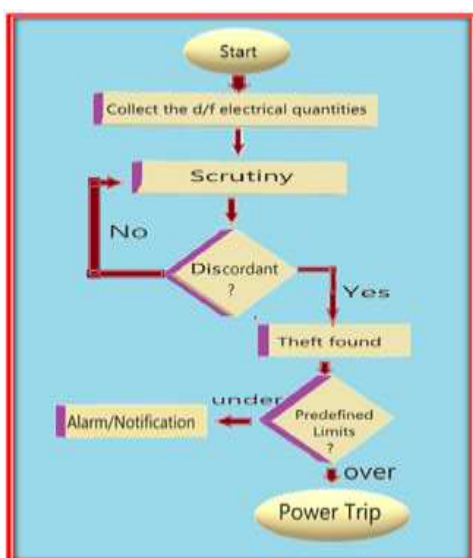 Start
Collect the d/f electrical quantities
Scrutiny
No
Discordant
?
Yes
Theft found
under
Predefined
Limits
?
Alarm/Notification
over
Power Trip